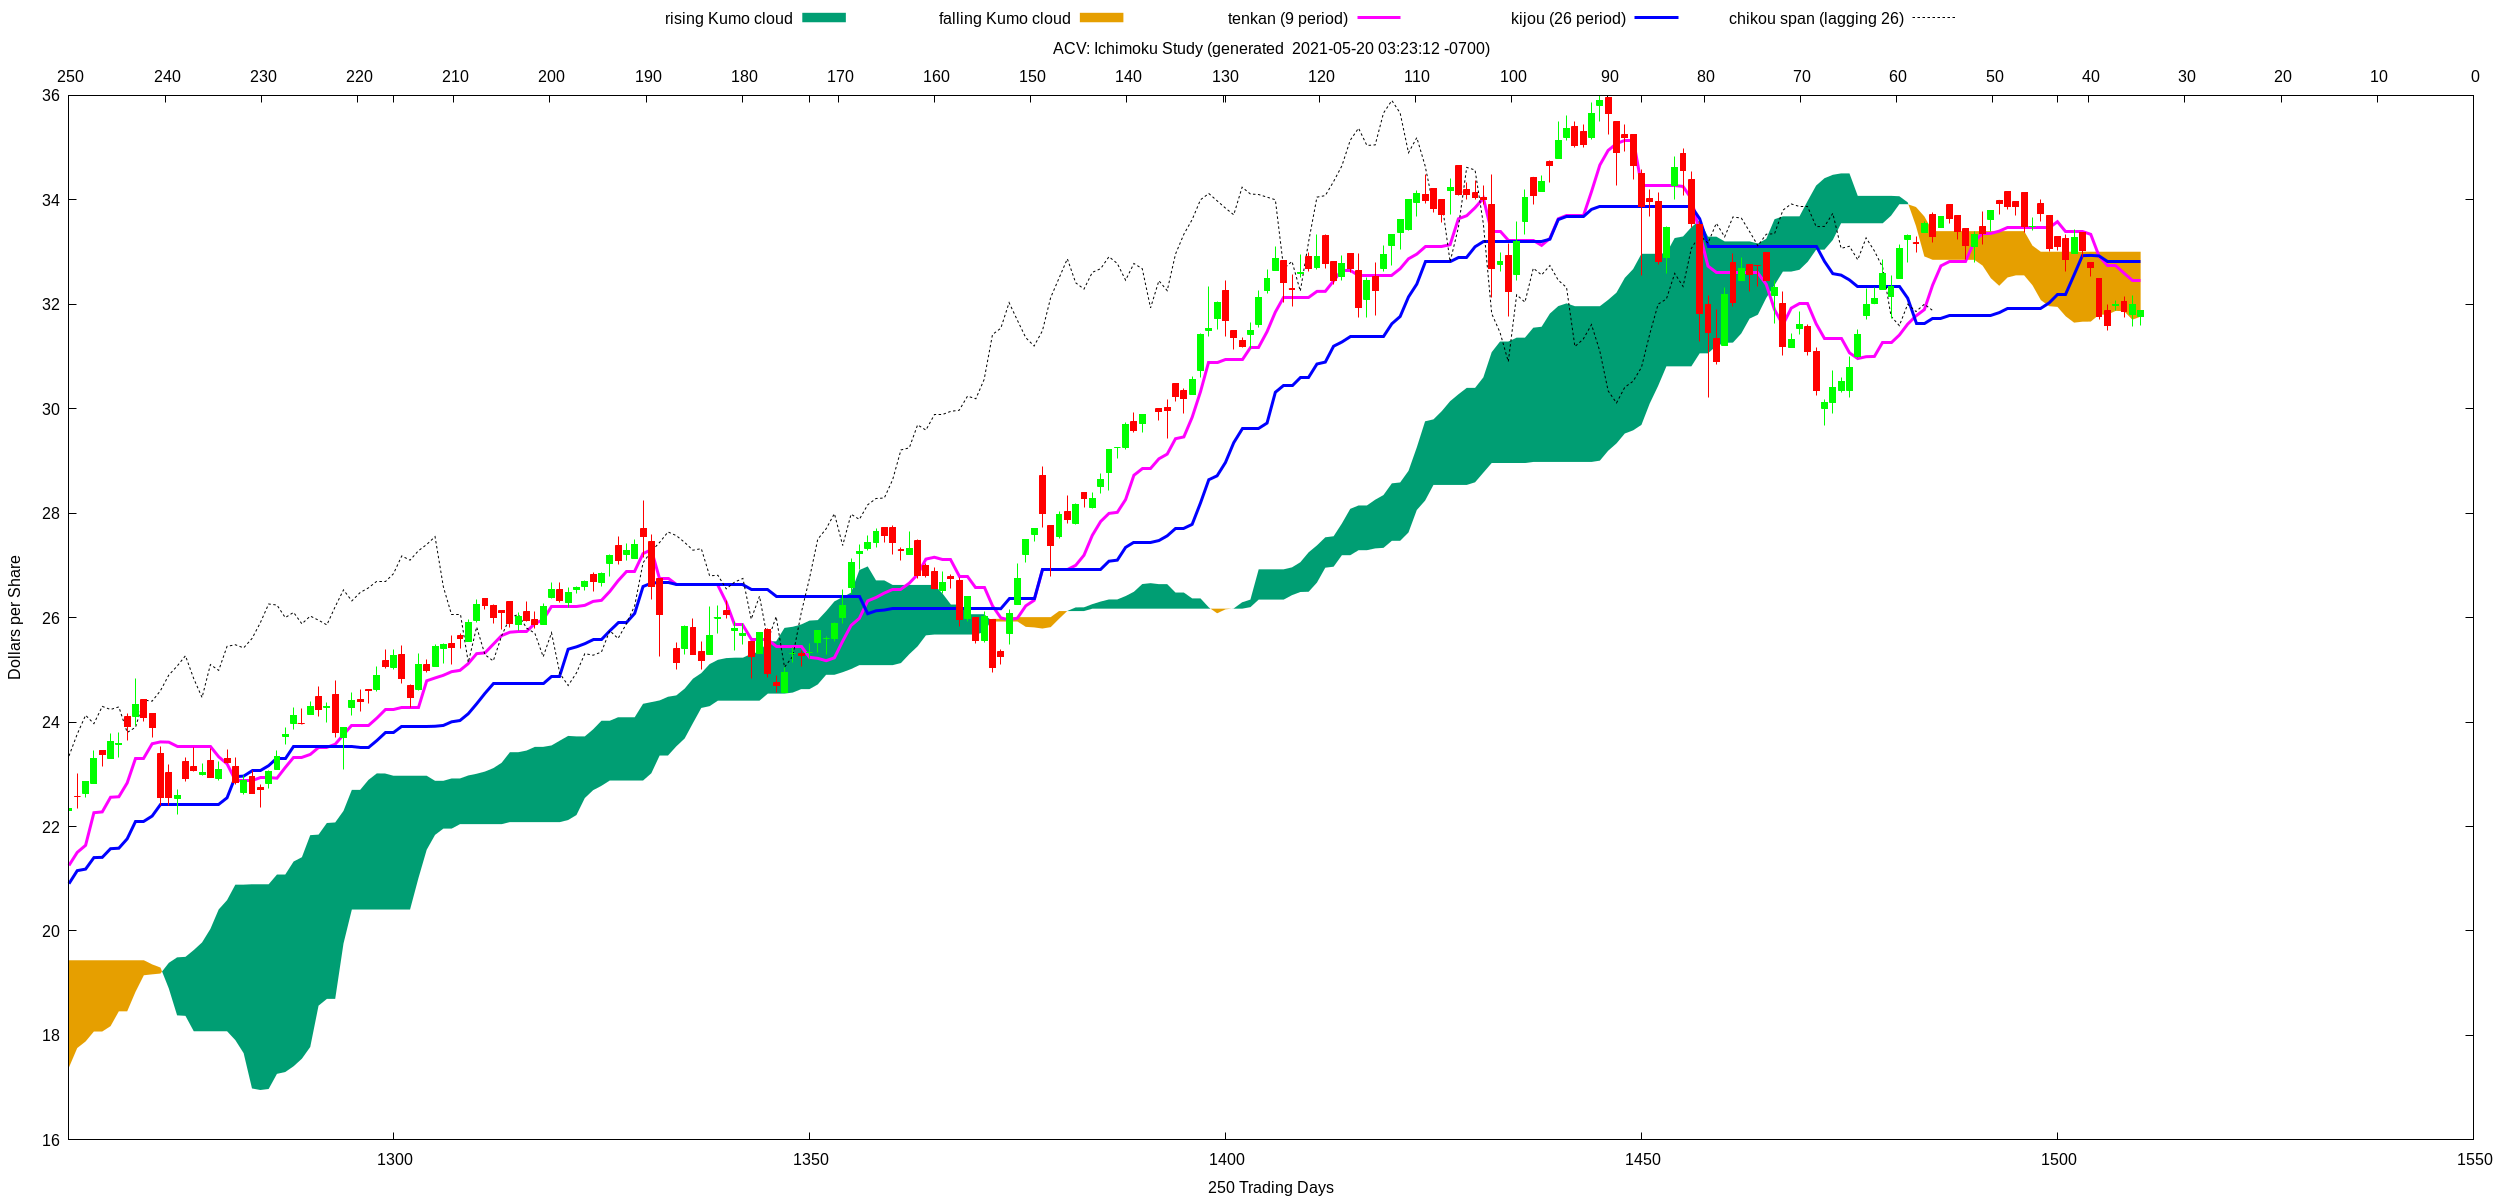 rising Kumo cloud falling Kumo cloud tenkan (9 period) kijou (26 period) chikou span (lagging 26)
ACV: Ichimoku Study (generated  2021-05-20 03:23:12 -0700)
250 240 230 220 210 200 190 180 170 160 150 140 130 120 110 100 90 80 70 60 50 40 30 20 10 0
36
34
32
30
28
26
24
22
20
18
16
Dollars per Share
1300 1350 1400 1450 1500 1550
250 Trading Days